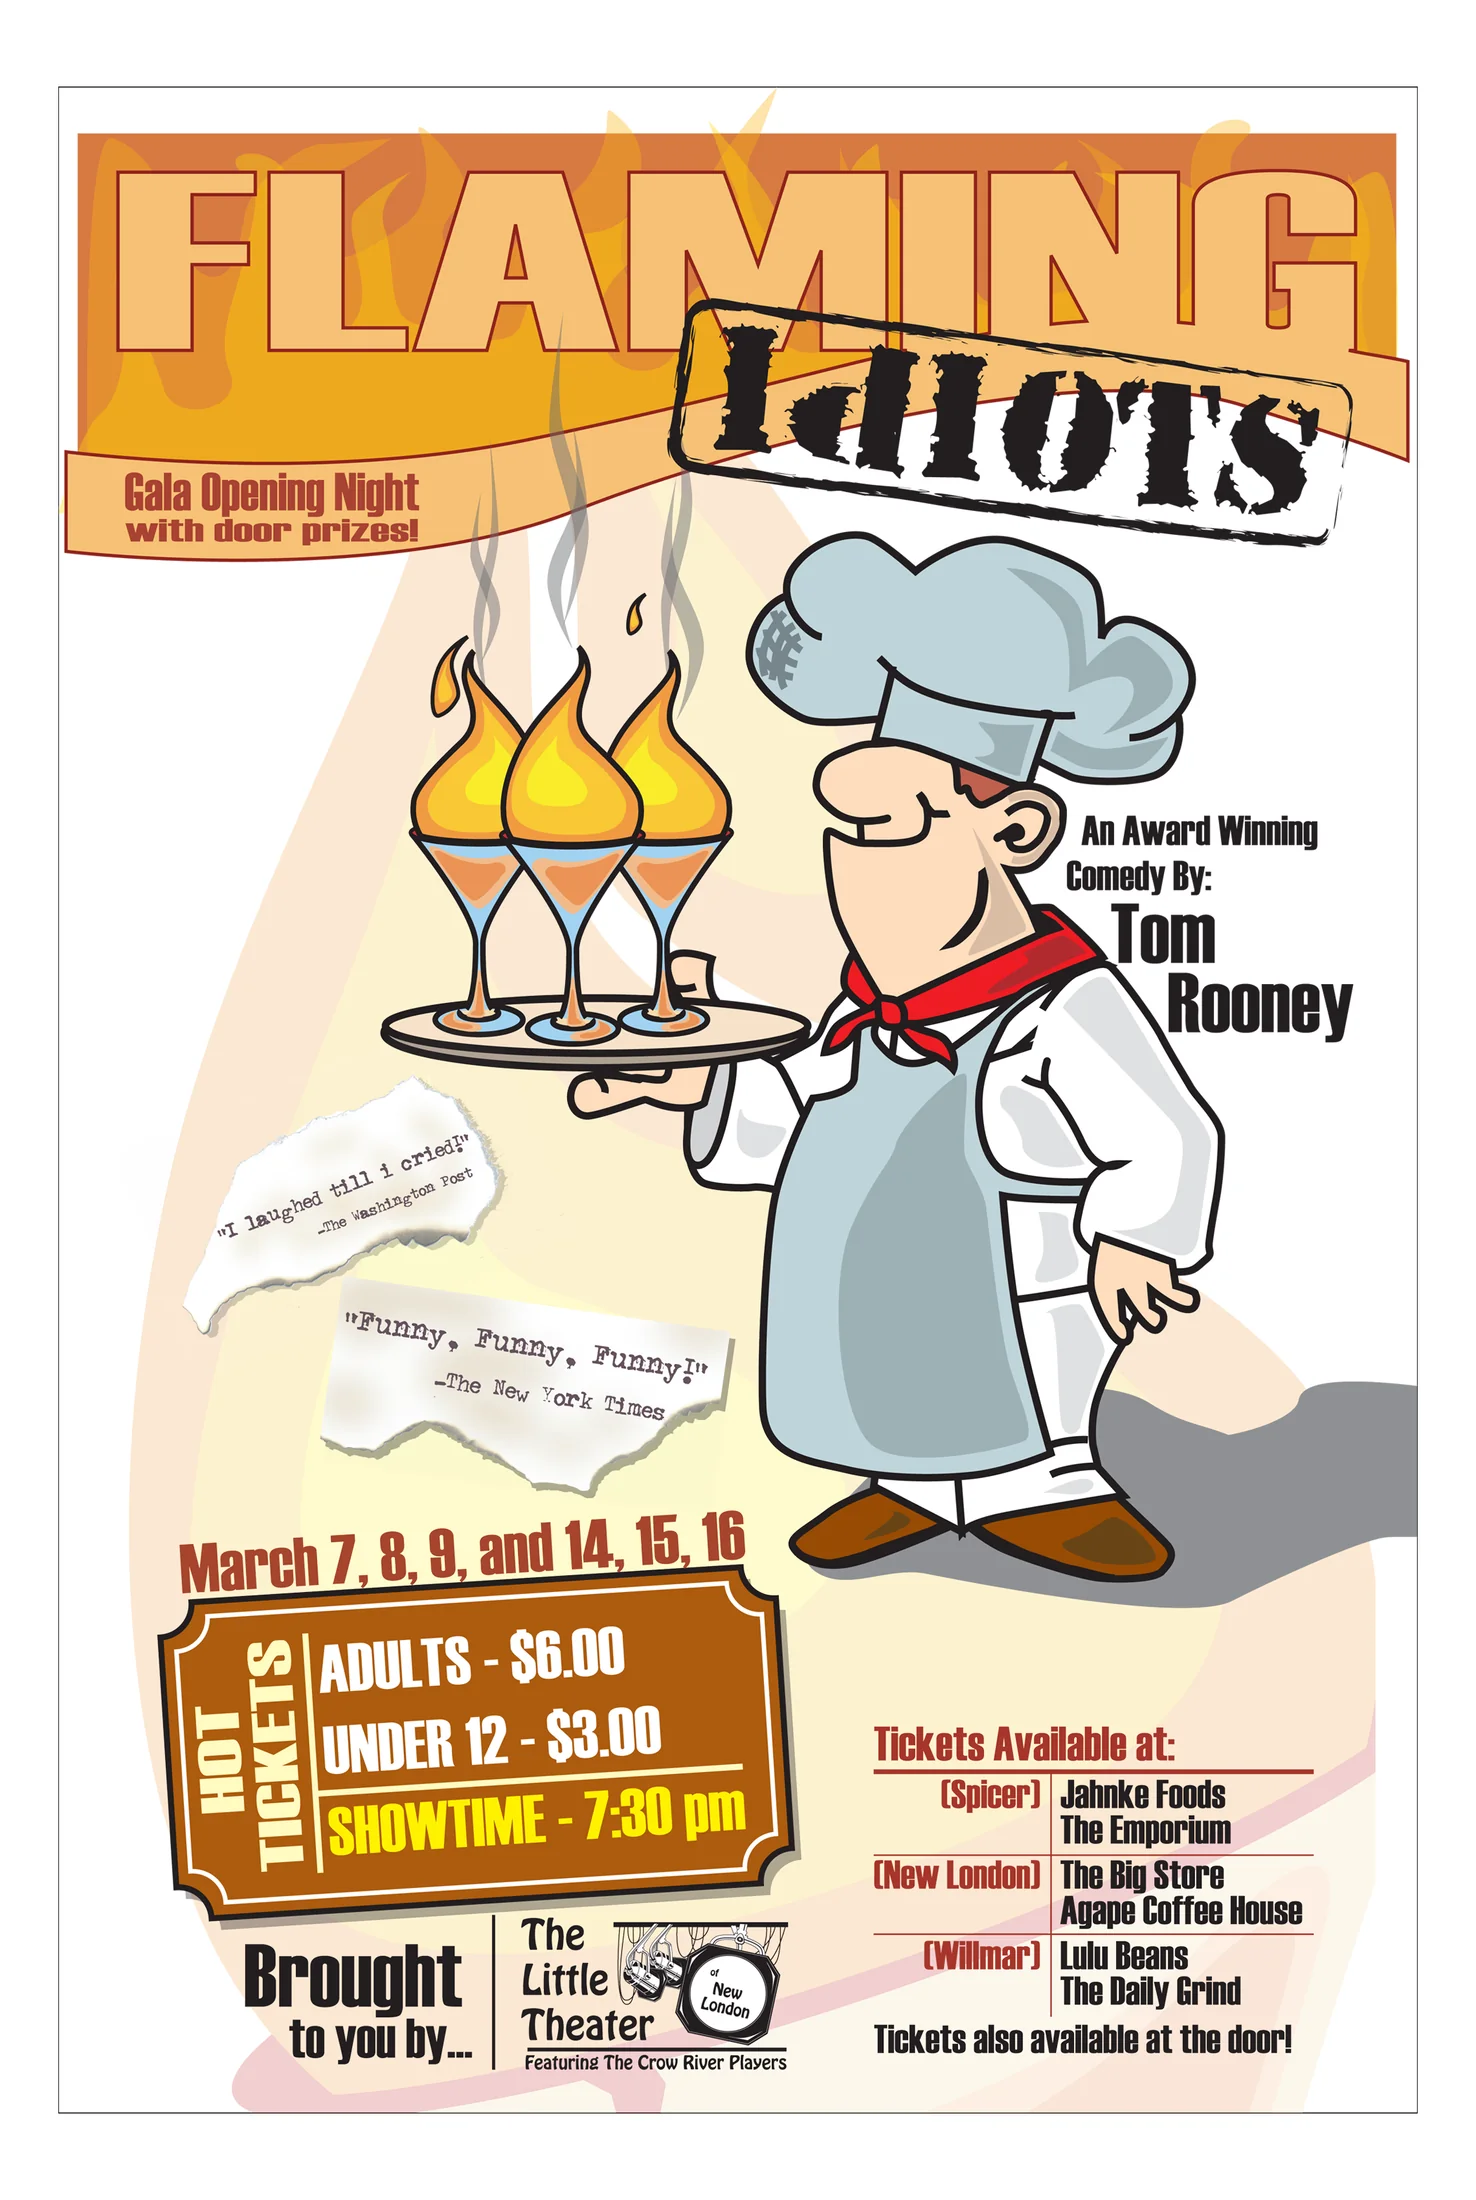 FLAMING
IdIOTS
Gala Opening Night
with door prizes!
An Award Winning
Comedy By:
Tom
Rooney
"I laughed till i cried!"
-The Washington Post
"Funny, Funny, Funny!"
-The New York Times
March 7, 8, 9, and 14, 15, 16
HOT
TICKETS
ADULTS - $6.00
UNDER 12 - $3.00
SHOWTIME - 7:30 pm
Tickets Available at:
(Spicer) Jahnke Foods
The Emporium
(New London) The Big Store
Agape Coffee House
(Willmar) Lulu Beans
The Daily Grind
Tickets also available at the door!
Brought
to you by...
The
Little
Theater
of
New
London
Featuring The Crow River Players